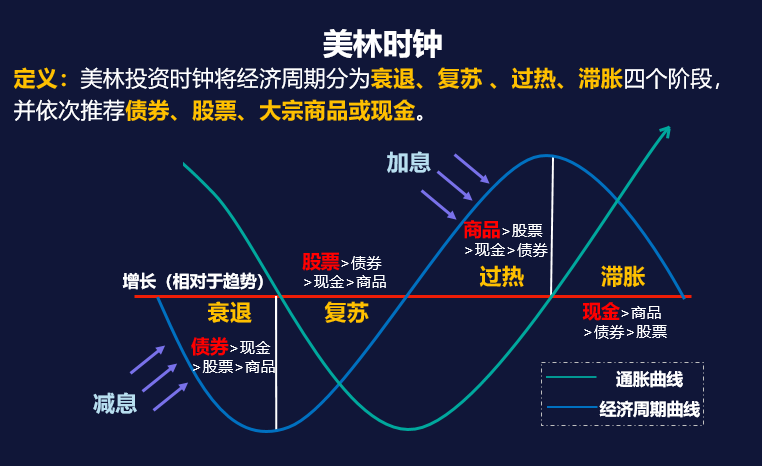 美林时钟
定义：美林投资时钟将经济周期分为衰退、复苏 、过热、滞胀四个阶段，
并依次推荐债券、股票、大宗商品或现金。
加息
商品>股票
>现金>债券
股票>债券
>现金>商品
增长（相对于趋势）
过热
滞胀
衰退
复苏
现金>商品
>债券>股票
债券>现金
>股票>商品
减息
通胀曲线
经济周期曲线